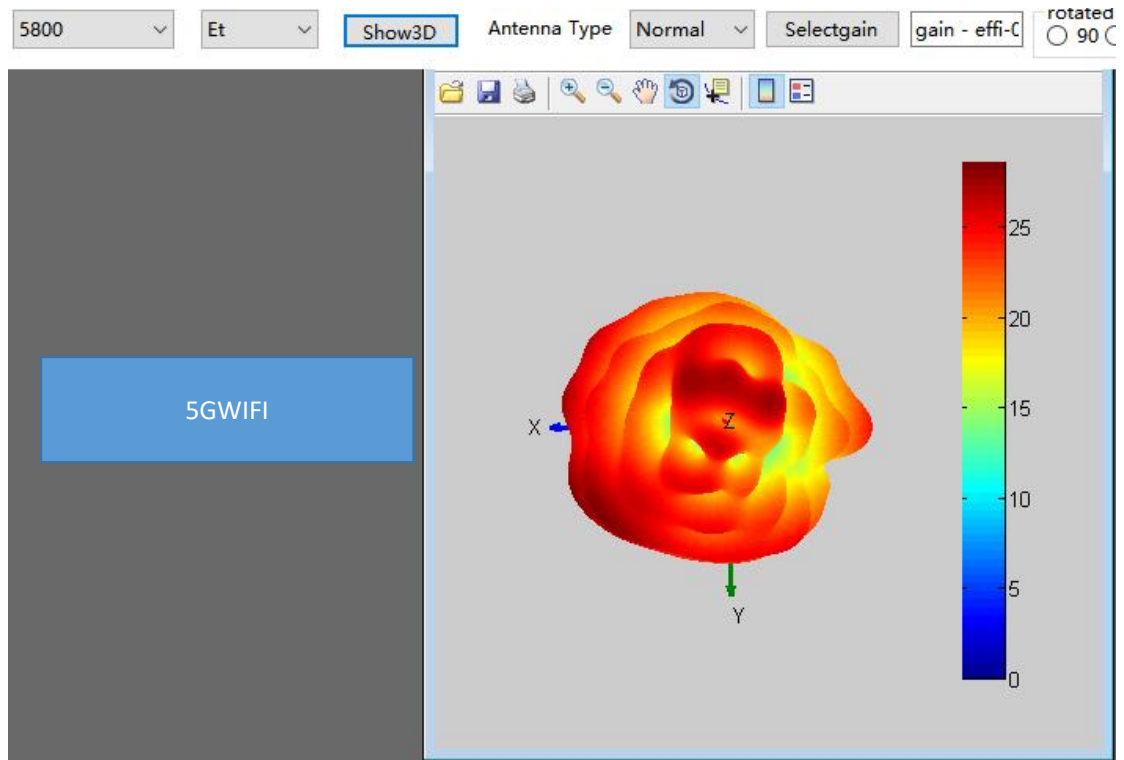 5800 Et Show3D Antenna Type Normal Selectgain gain - effi-
rotated
90
25
20
15
10
5
0
5GWIFI
X
Z
Y